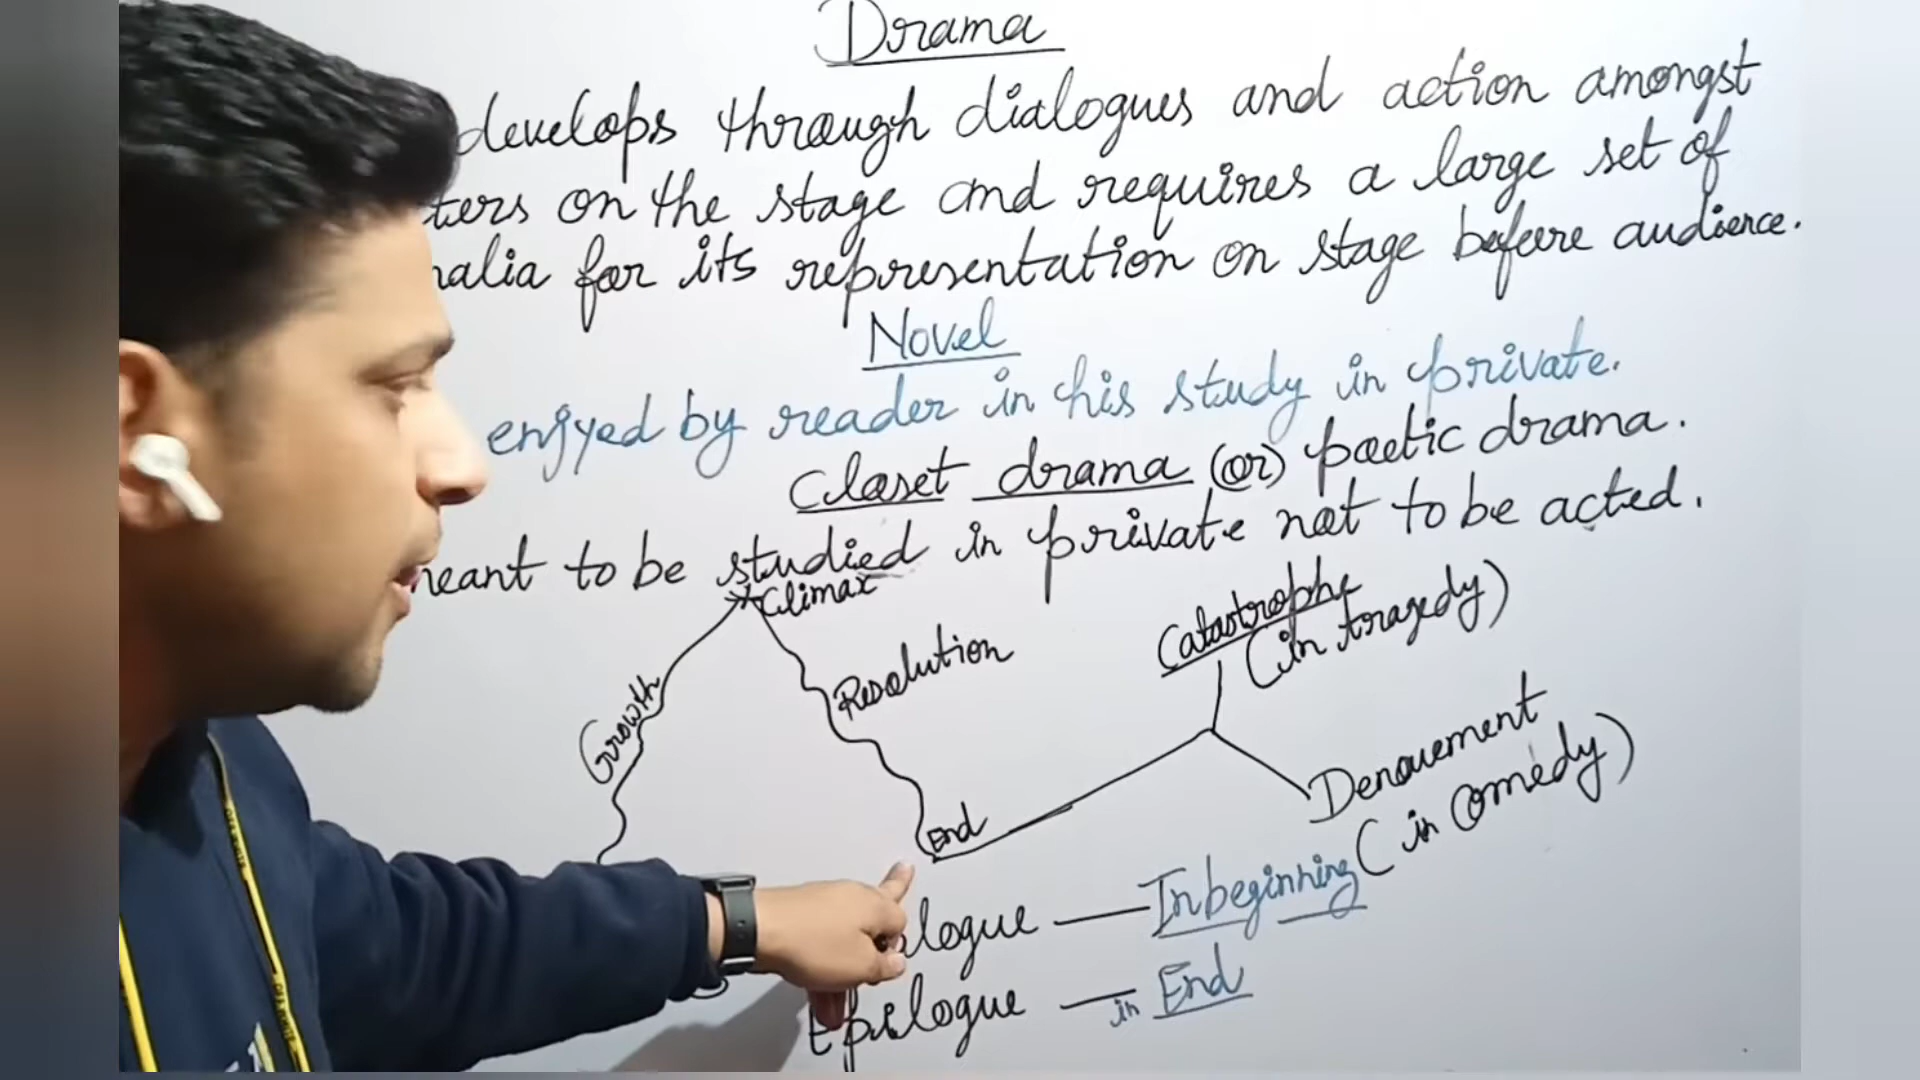 Drama
develops through dialogues and action amongst
ters on the stage and requires a large set of
nalia for its representation on stage before audience.
Novel
enjyed by reader in his study in private.
Closet drama (or) poetic drama.
meant to be studied in private not to be acted.
Climax
Growth
Resolution
End
Catastrophe
(in tragedy)
Denouement
(in comedy)
logue — In beginning
Epilogue — in End